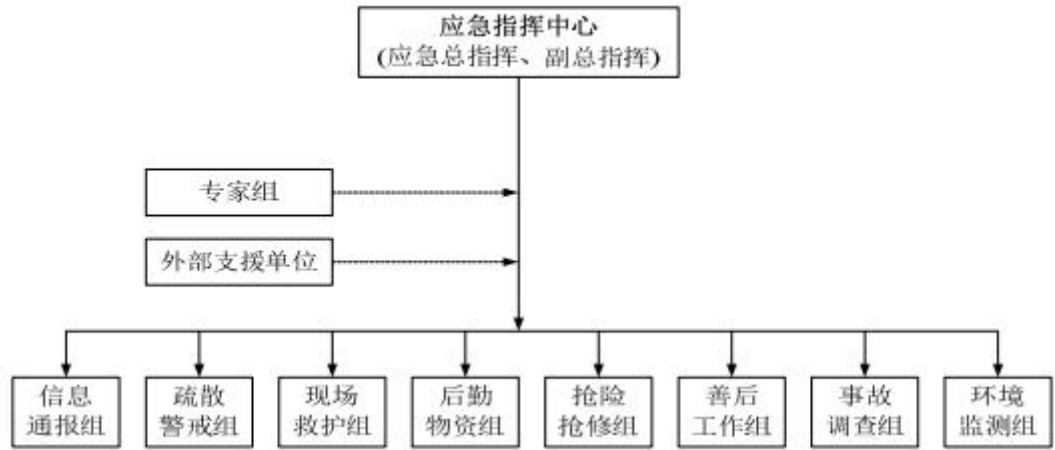 应急指挥中心
(应急总指挥、副总指挥)
专家组
外部支援单位
信息
通报组
疏散
警戒组
现场
救护组
后勤
物资组
抢险
抢修组
善后
工作组
事故
调查组
环境
监测组